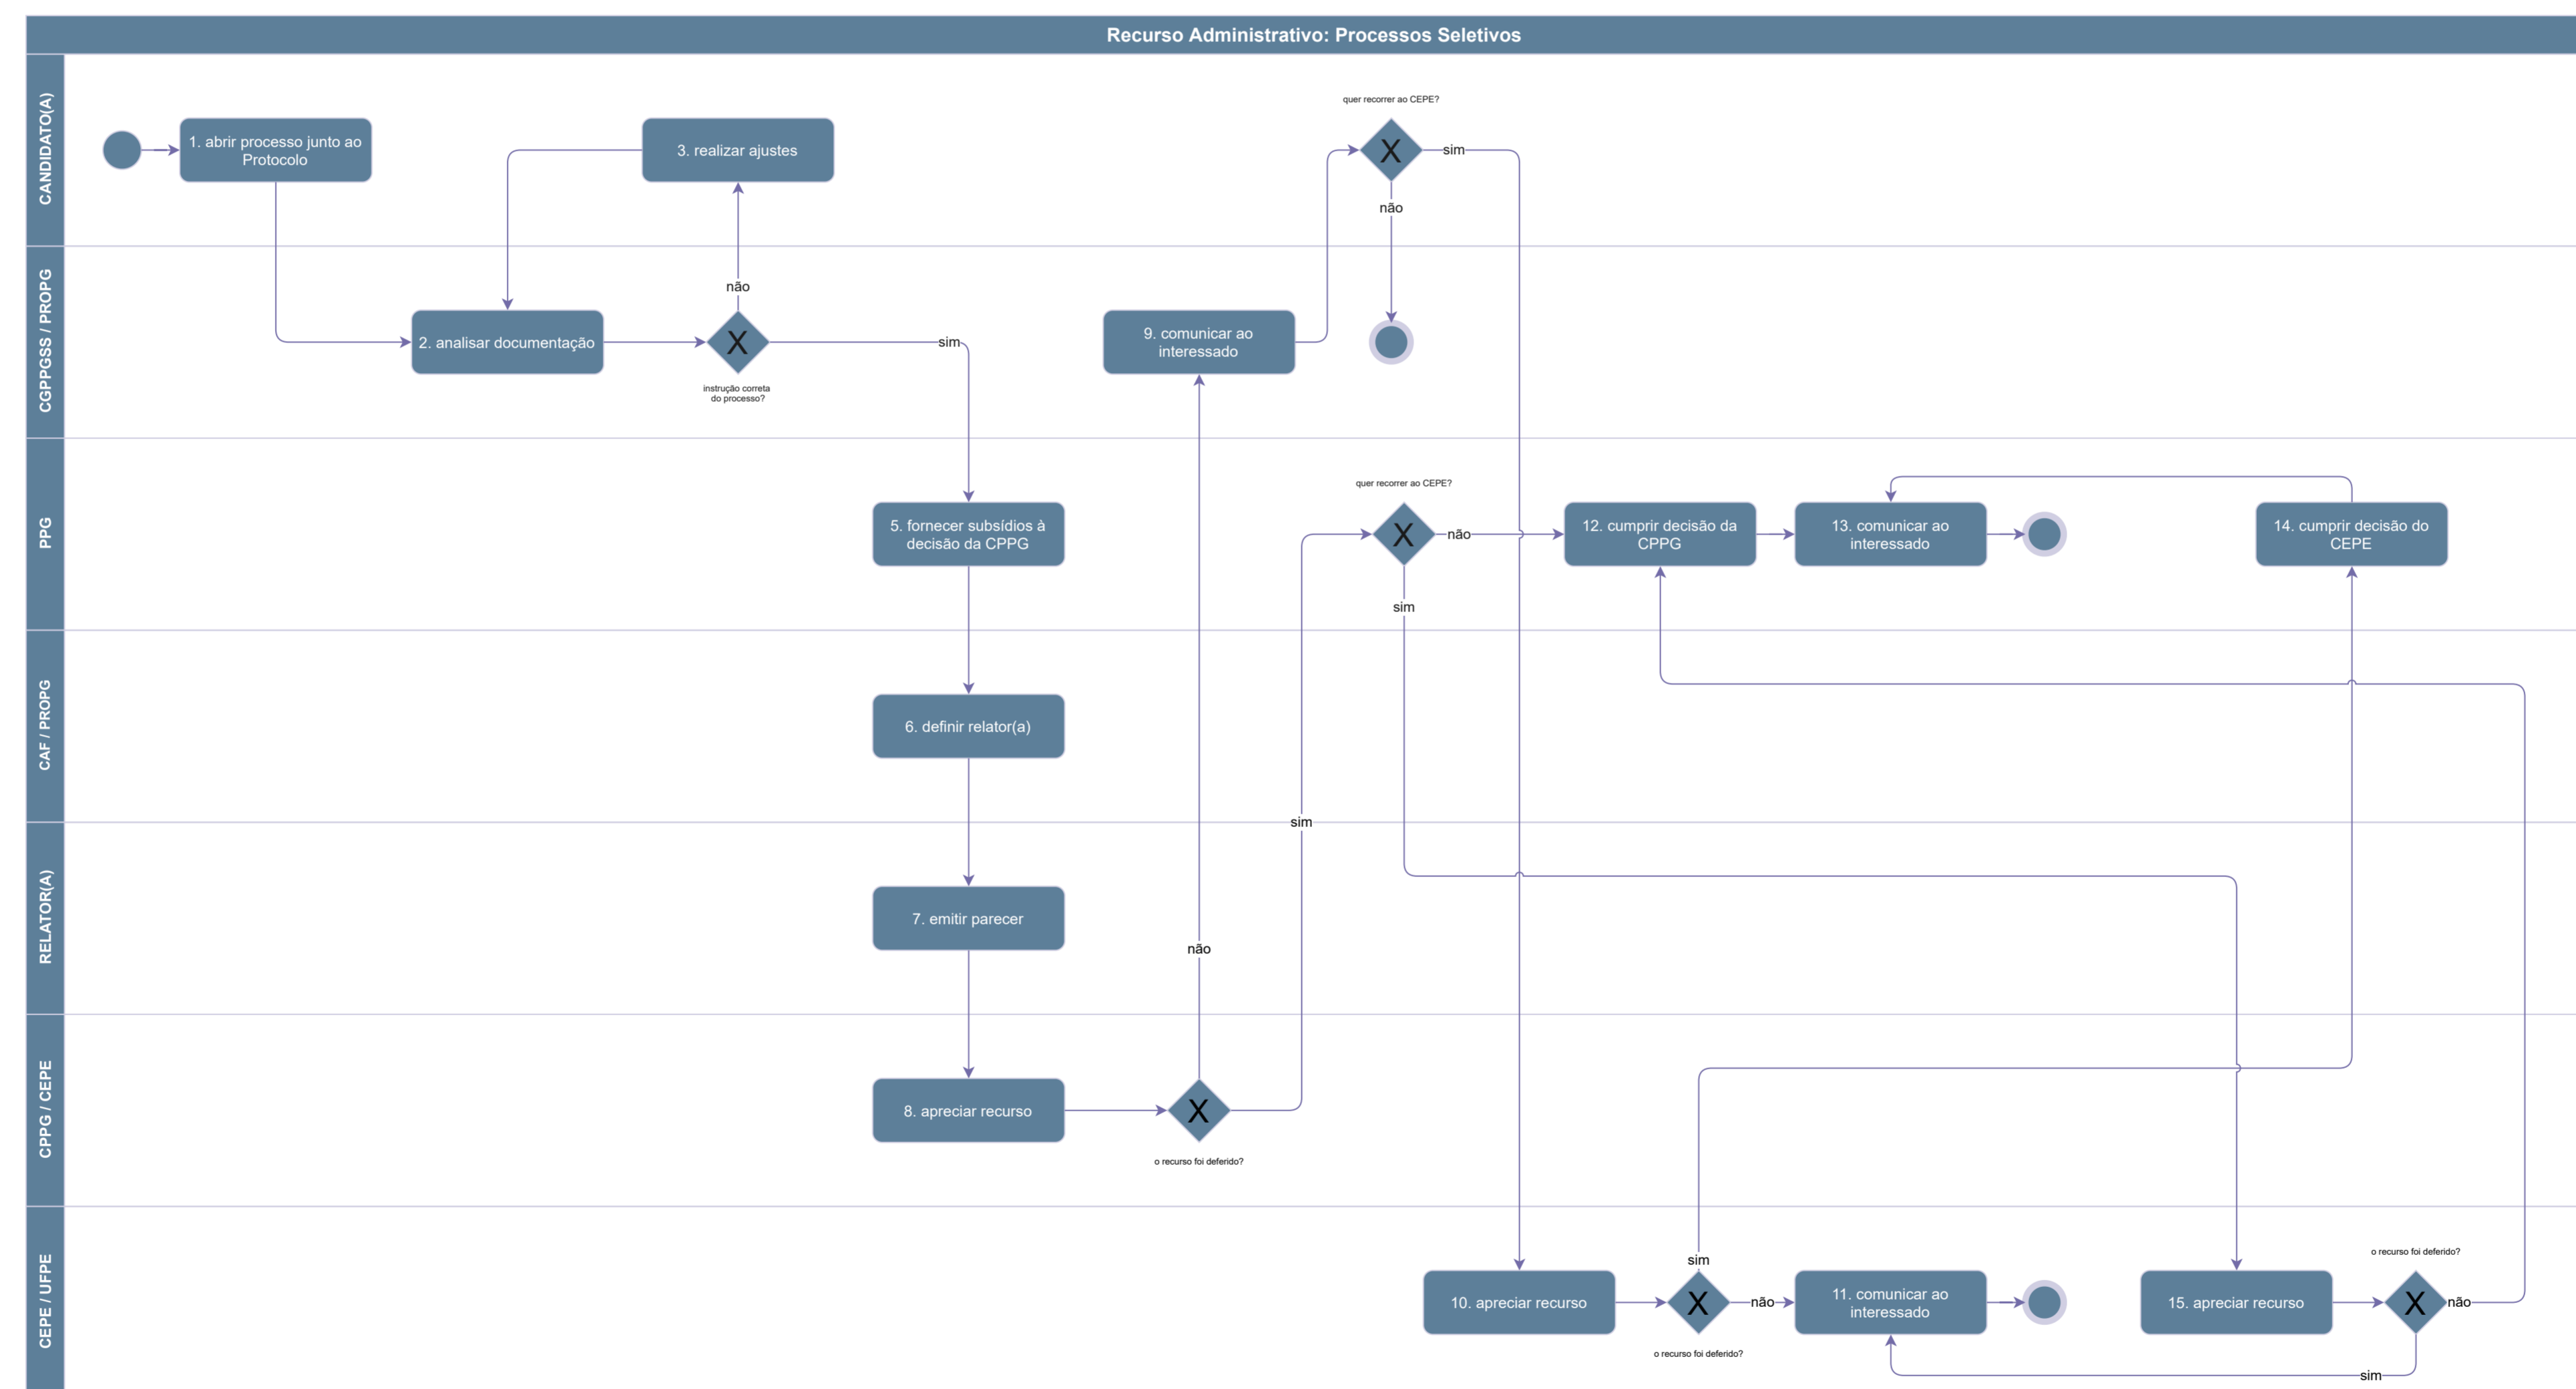 Recurso Administrativo: Processos Seletivos
CANDIDATO(A)
1. abrir processo junto ao
Protocolo
3. realizar ajustes
quer recorrer ao CEPE?
X
sim
não
CGPPGSS / PROPG
2. analisar documentação
não
X
instrução correta
do processo?
sim
9. comunicar ao
interessado
PPG
5. fornecer subsídios à
decisão da CPPG
quer recorrer ao CEPE?
X
não
sim
12. cumprir decisão da
CPPG
13. comunicar ao
interessado
14. cumprir decisão do
CEPE
CAF / PROPG
6. definir relator(a)
sim
RELATOR(A)
7. emitir parecer
não
CPPG / CEPE
8. apreciar recurso
X
o recurso foi deferido?
CEPE / UFPE
10. apreciar recurso
sim
X
o recurso foi deferido?
não
11. comunicar ao
interessado
15. apreciar recurso
o recurso foi deferido?
X
não
sim